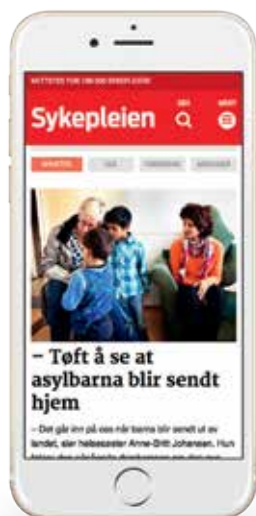 Sykepleien
SØK
MENY
NYHETER
– Tøft å se at
asylbarna blir sendt
hjem
– Det går inn på oss når barna blir sendt ut av
landet, sier helsesøster Anne-Britt Johansen. Hun